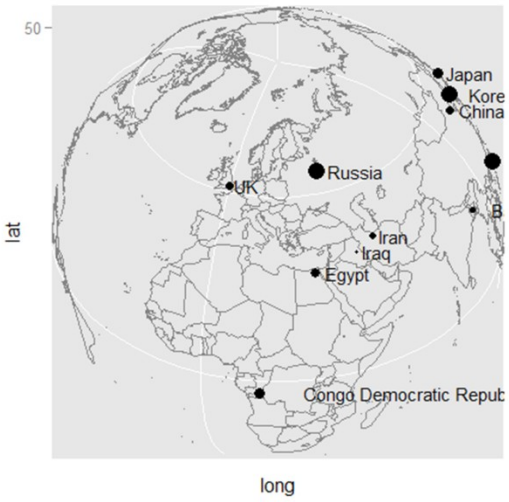 50
Japan
Kore
China
Russia
UK
B
Iran
Iraq
Egypt
Congo Democratic Repub
lat
long